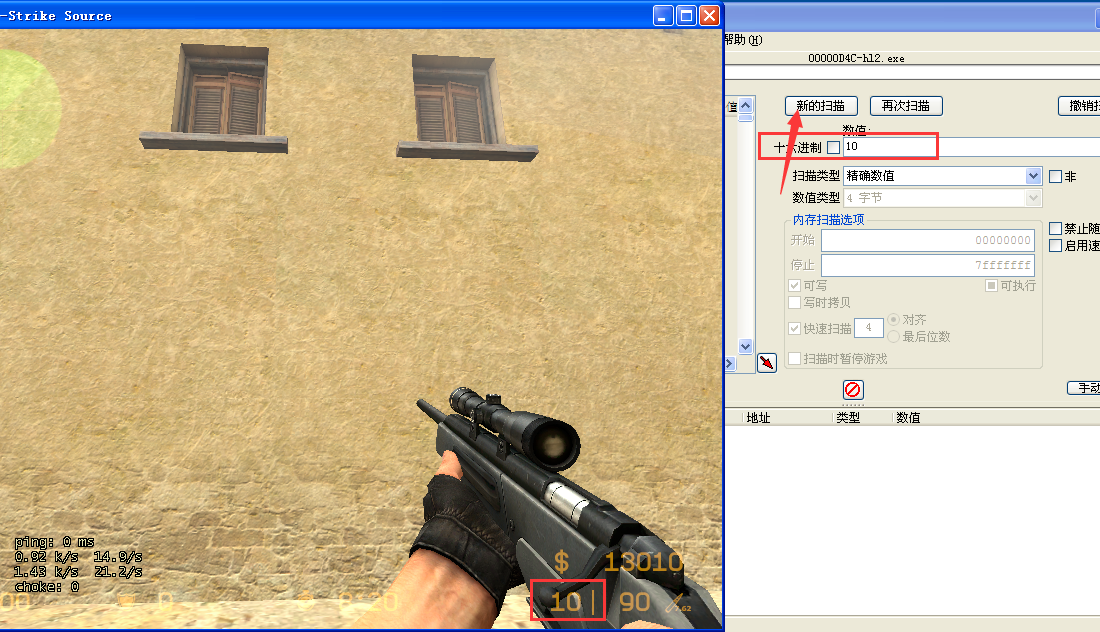 -Strike Source
ping: 0 ms
0.92 k/s 14.9/s
1.43 k/s 21.2/s
choke: 0
$ 13010
10 | 90
7.62
帮助(H)
00000D4C-hl2.exe
值
新的扫描 再次扫描 撤销扫
数值:
十六进制 10
扫描类型 精确数值 非
数值类型 4 字节
内存扫描选项
开始 00000000
停止 7fffffff
禁止随
启用速
可写 可执行
写时拷贝
快速扫描 4 对齐
最后位数
扫描时暂停游戏
手动
地址 类型 数值